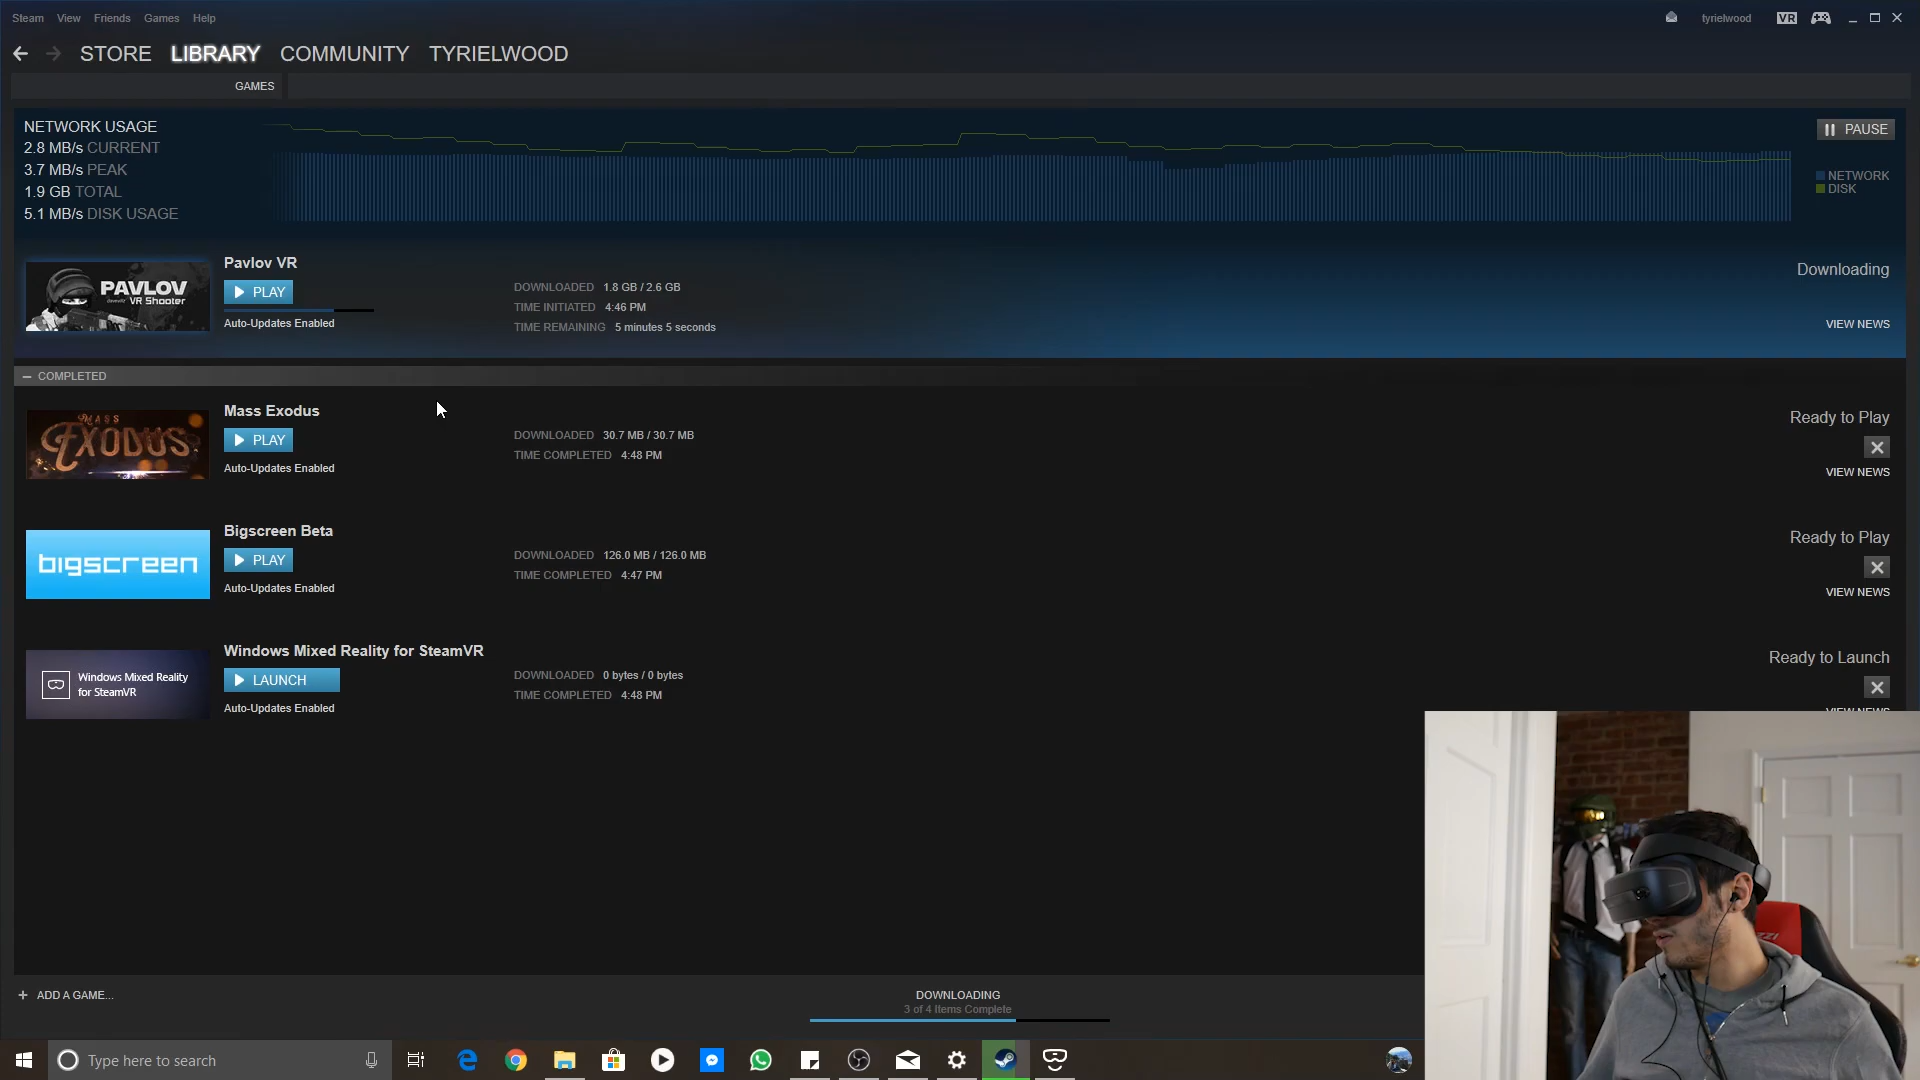 Steam View Friends Games Help
tyrielwood VR
STORE LIBRARY COMMUNITY TYRIELWOOD
GAMES
NETWORK USAGE
2.8 MB/s CURRENT
3.7 MB/s PEAK
1.9 GB TOTAL
5.1 MB/s DISK USAGE
PAUSE
NETWORK
DISK
PAVLOV
VR Shooter
Pavlov VR
PLAY
Auto-Updates Enabled
DOWNLOADED 1.8 GB / 2.6 GB
TIME INITIATED 4:46 PM
TIME REMAINING 5 minutes 5 seconds
Downloading
VIEW NEWS
COMPLETED
MASS
EXODUS
Mass Exodus
PLAY
Auto-Updates Enabled
DOWNLOADED 30.7 MB / 30.7 MB
TIME COMPLETED 4:48 PM
Ready to Play
VIEW NEWS
bigscreen
Bigscreen Beta
PLAY
Auto-Updates Enabled
DOWNLOADED 126.0 MB / 126.0 MB
TIME COMPLETED 4:47 PM
Ready to Play
VIEW NEWS
Windows Mixed Reality
for SteamVR
Windows Mixed Reality for SteamVR
LAUNCH
Auto-Updates Enabled
DOWNLOADED 0 bytes / 0 bytes
TIME COMPLETED 4:48 PM
Ready to Launch
VIEW NEWS
+ ADD A GAME...
DOWNLOADING
3 of 4 Items Complete
Type here to search